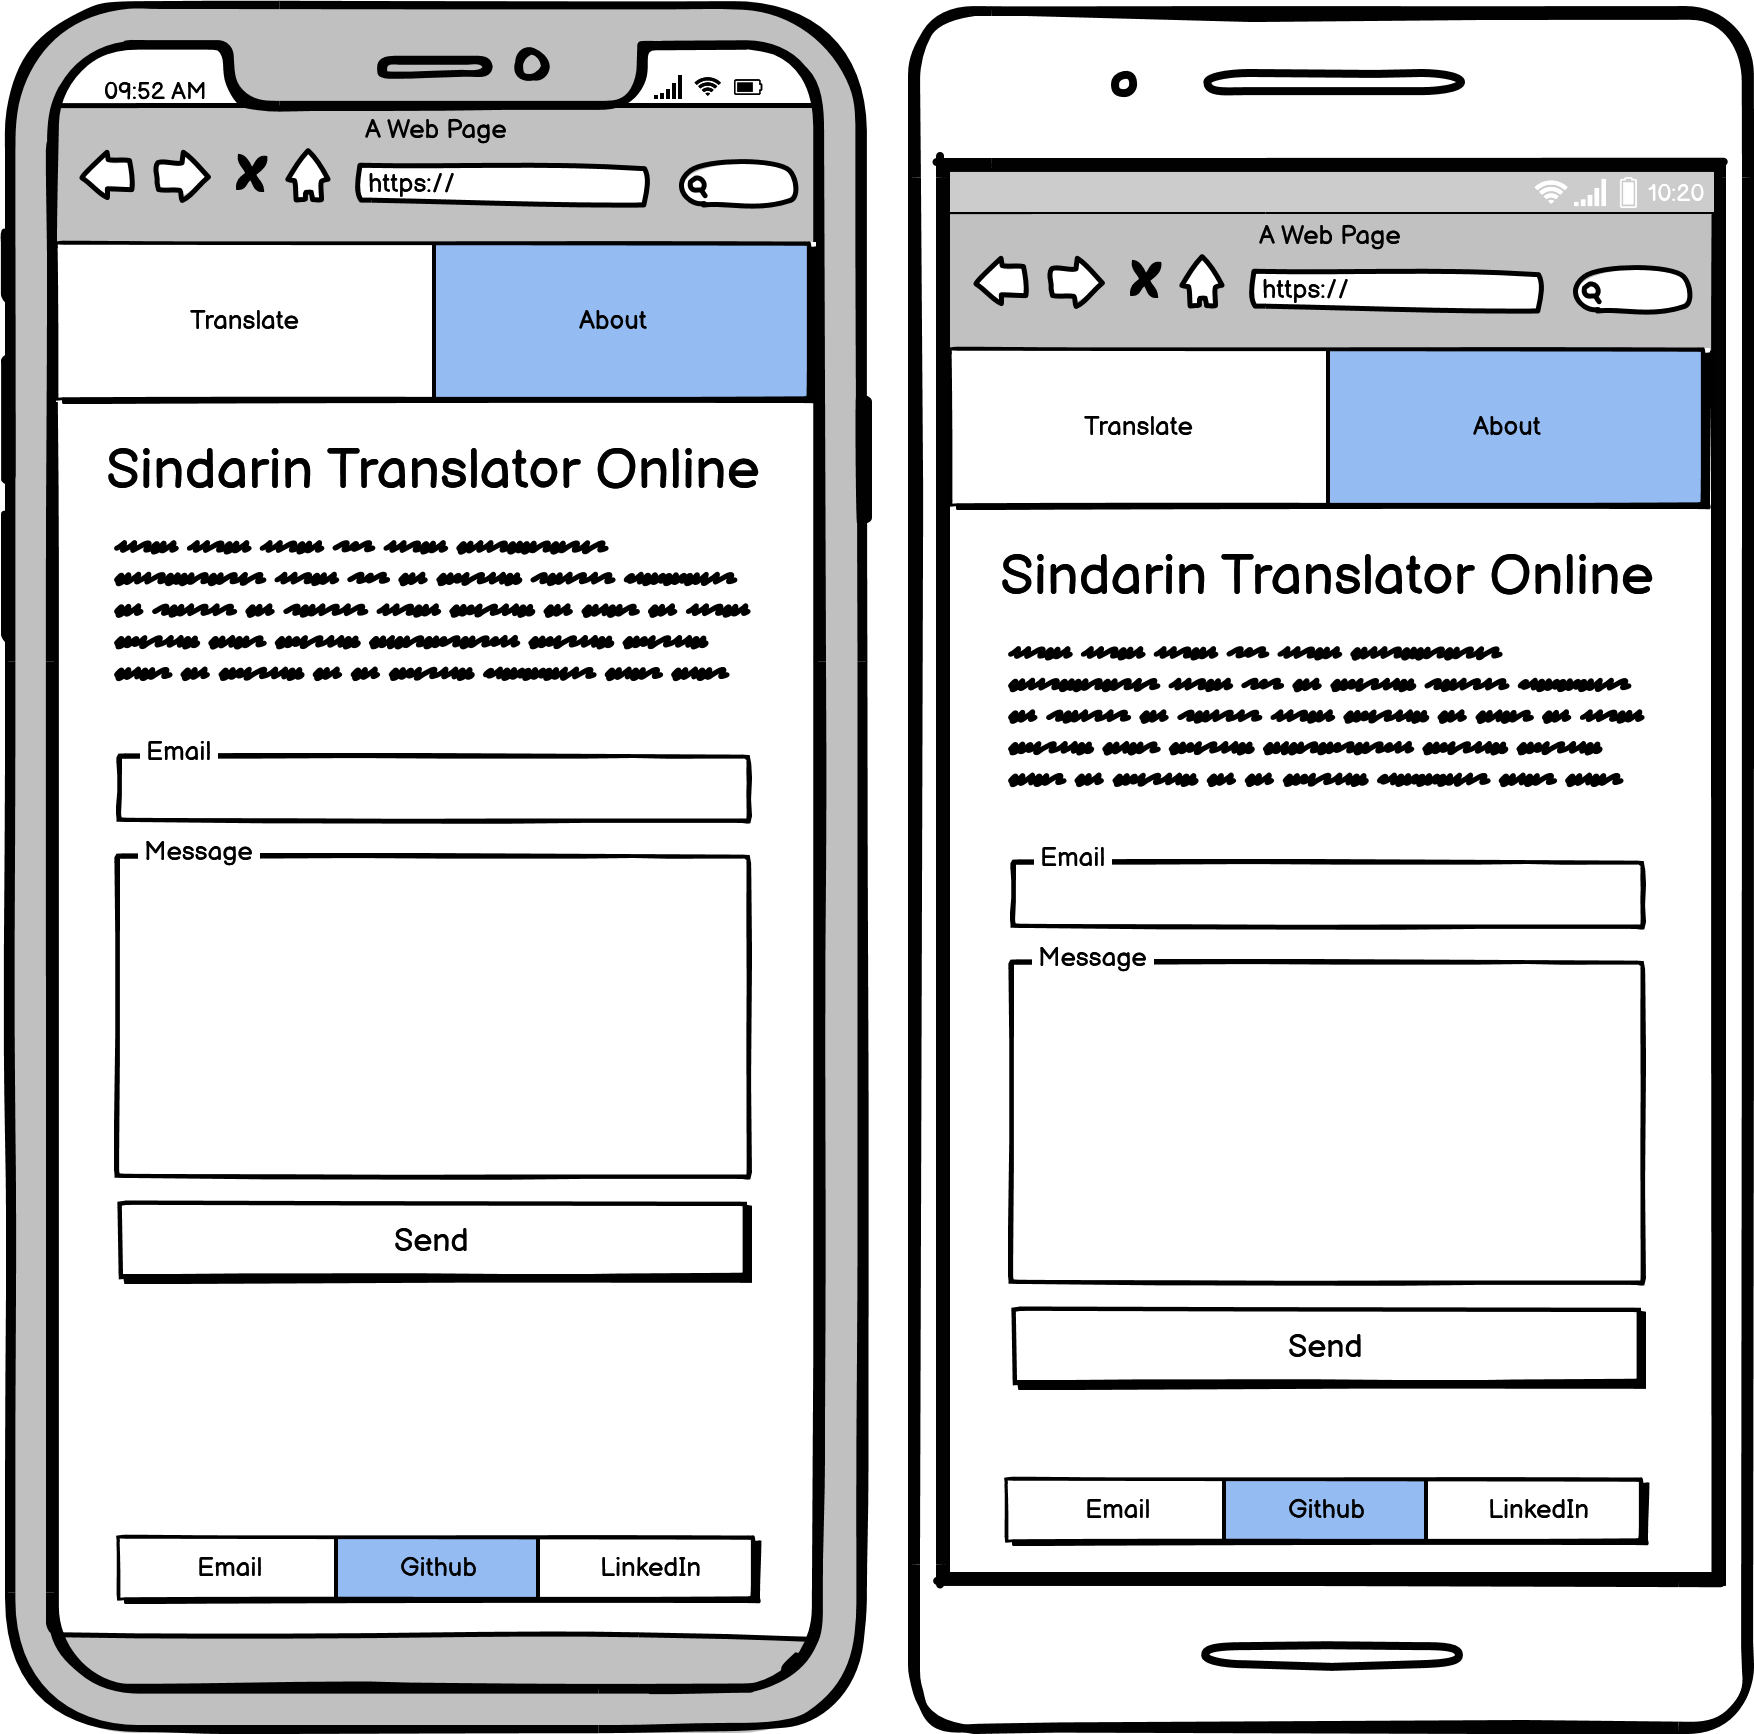 09:52 AM
A Web Page
https://
Translate
About
Sindarin Translator Online
Email
Message
Send
Email
Github
LinkedIn
10:20
A Web Page
https://
Translate
About
Sindarin Translator Online
Email
Message
Send
Email
Github
LinkedIn